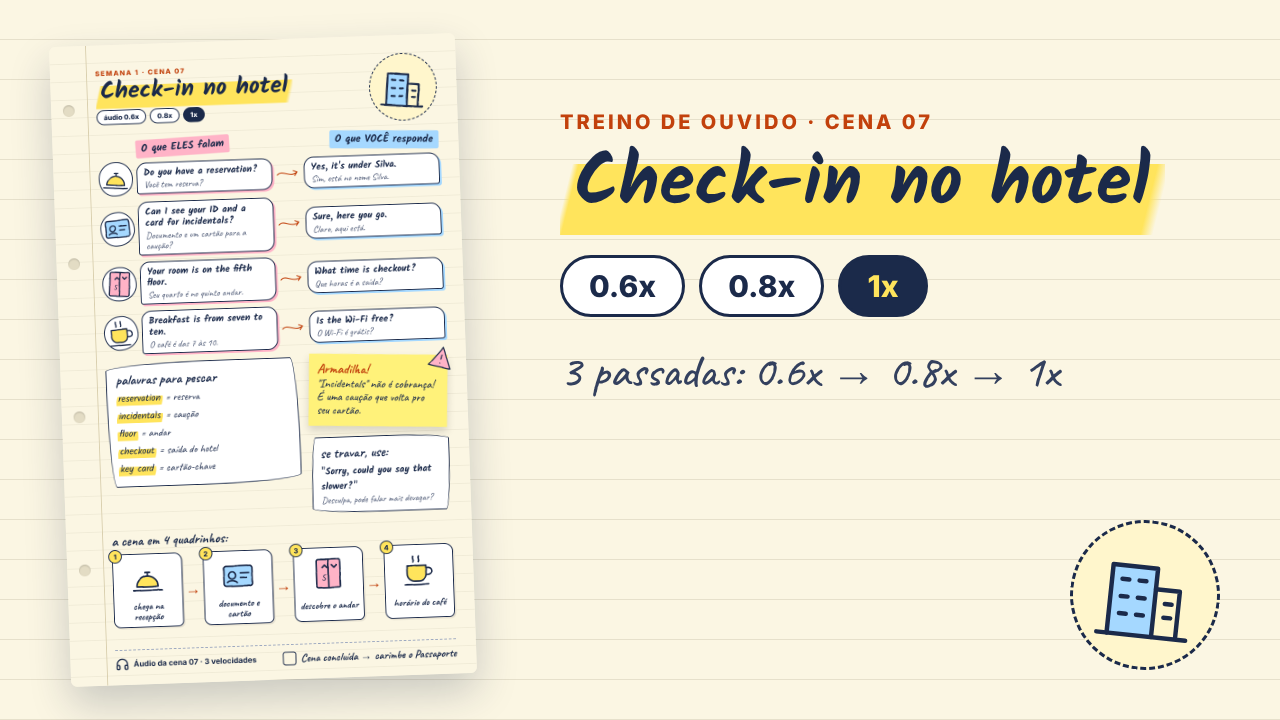 SEMANA 1 · CENA 07
Check-in no hotel
áudio 0.6x
0.8x
1x
O que ELES falam
O que VOCÊ responde
Do you have a reservation?
Você tem reserva?
Yes, it's under Silva.
Sim, está no nome Silva.
Can I see your ID and a
card for incidentals?
Documento e um cartão para a
caução?
Sure, here you go.
Claro, aqui está.
Your room is on the fifth
floor.
Seu quarto é no quinto andar.
What time is checkout?
Que horas é a saída?
Breakfast is from seven to
ten.
O café é das 7 às 10.
Is the Wi-Fi free?
O Wi-Fi é grátis?
palavras para pescar
reservation = reserva
incidentals = caução
floor = andar
checkout = saída do hotel
key card = cartão-chave
Armadilha!
!
"Incidentals" não é cobrança!
É uma caução que volta pro
seu cartão.
se travar, use:
"Sorry, could you say that
slower?"
Desculpa, pode falar mais devagar?
a cena em 4 quadrinhos:
1
chega na
recepção
→
2
documento e
cartão
→
3
5
descobre o andar
→
4
horário do café
Áudio da cena 07 · 3 velocidades
Cena concluída → carimbe o Passaporte
TREINO DE OUVIDO · CENA 07
Check-in no hotel
0.6x
0.8x
1x
3 passadas: 0.6x → 0.8x → 1x